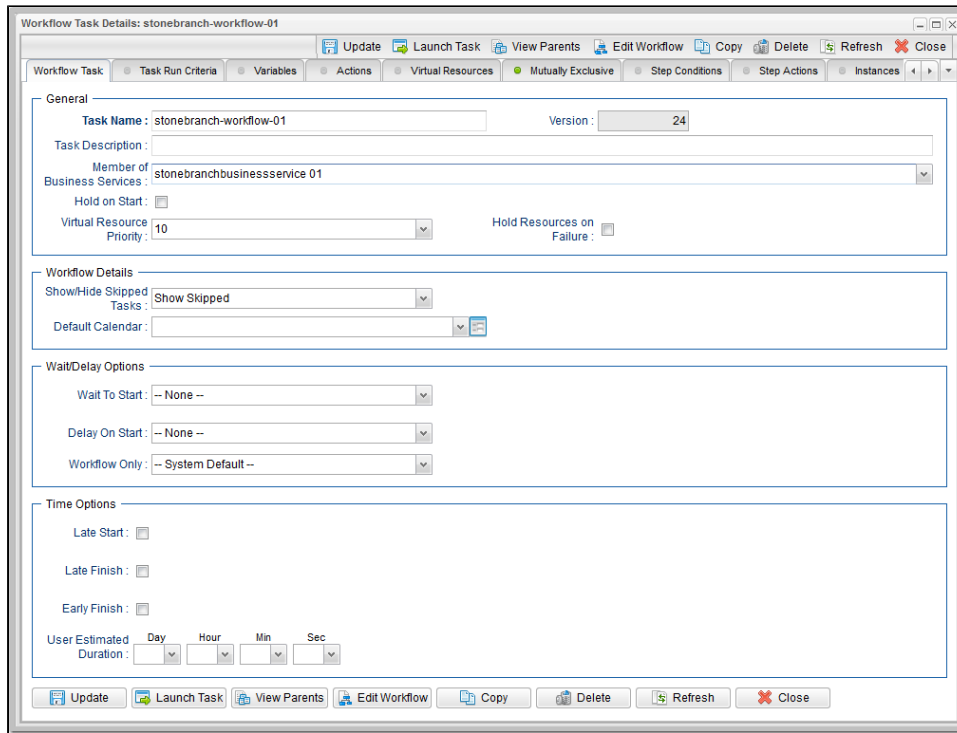 Workflow Task Details: stonebranch-workflow-01
Update Launch Task View Parents Edit Workflow Copy Delete Refresh Close
Workflow Task Task Run Criteria Variables Actions Virtual Resources Mutually Exclusive Step Conditions Step Actions Instances
General
Task Name : stonebranch-workflow-01 Version : 24
Task Description :
Member of
Business Services : stonebranchbusinessservice 01
Hold on Start :
Virtual Resource
Priority : 10
Hold Resources on
Failure :
Workflow Details
Show/Hide Skipped
Tasks : Show Skipped
Default Calendar :
Wait/Delay Options
Wait To Start : -- None --
Delay On Start : -- None --
Workflow Only : -- System Default --
Time Options
Late Start :
Late Finish :
Early Finish :
User Estimated
Duration :
Day Hour Min Sec
Update Launch Task View Parents Edit Workflow Copy Delete Refresh Close